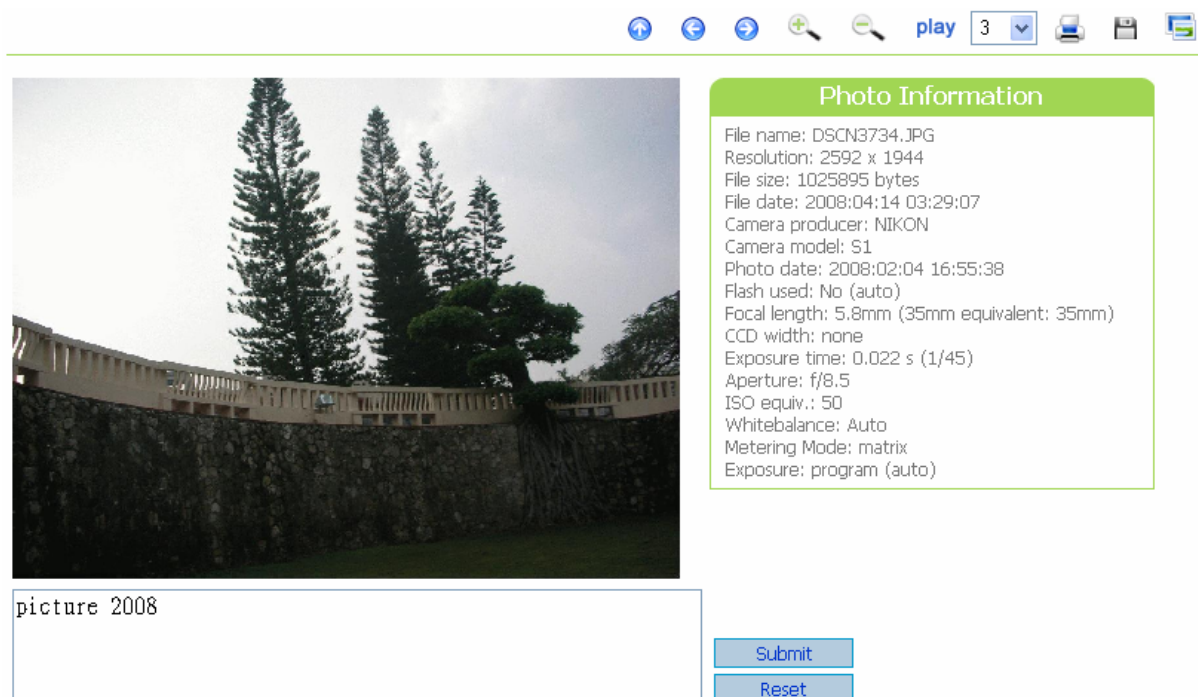 play 3
Photo Information
File name: DSCN3734.JPG
Resolution: 2592 x 1944
File size: 1025895 bytes
File date: 2008:04:14 03:29:07
Camera producer: NIKON
Camera model: S1
Photo date: 2008:02:04 16:55:38
Flash used: No (auto)
Focal length: 5.8mm (35mm equivalent: 35mm)
CCD width: none
Exposure time: 0.022 s (1/45)
Aperture: f/8.5
ISO equiv.: 50
Whitebalance: Auto
Metering Mode: matrix
Exposure: program (auto)
picture 2008
Submit
Reset